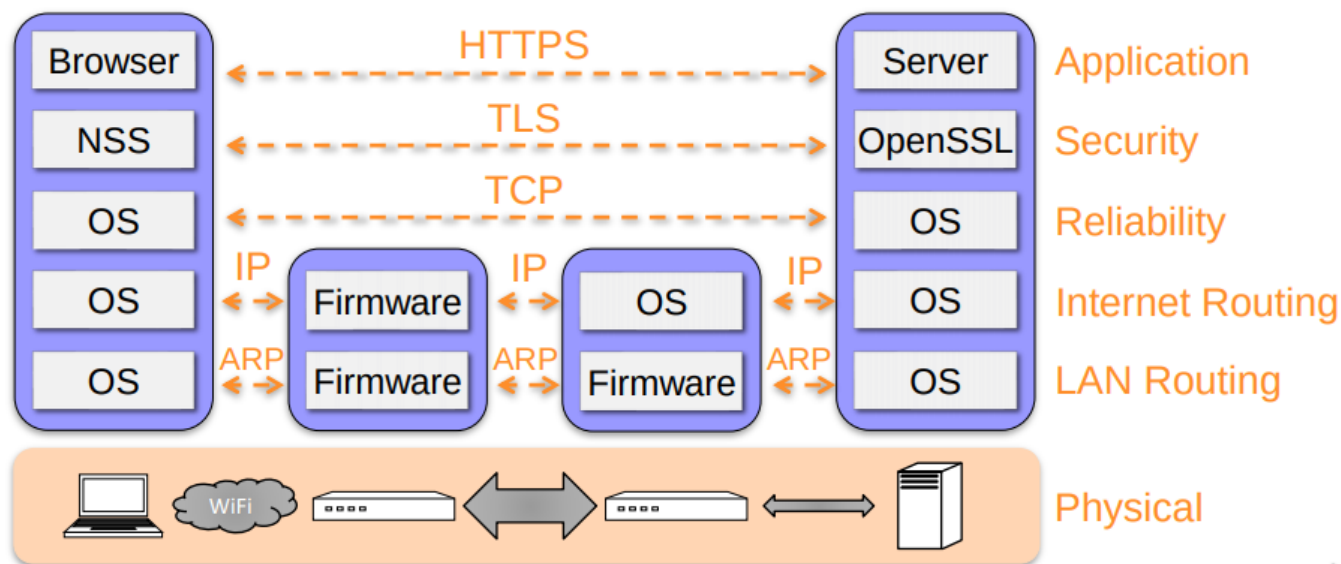 HTTPS
Browser
Server
Application
TLS
NSS
OpenSSL
Security
TCP
OS
OS
Reliability
IP
IP
IP
OS
Firmware
OS
OS
Internet Routing
ARP
ARP
ARP
OS
Firmware
Firmware
OS
LAN Routing
WiFi
Physical